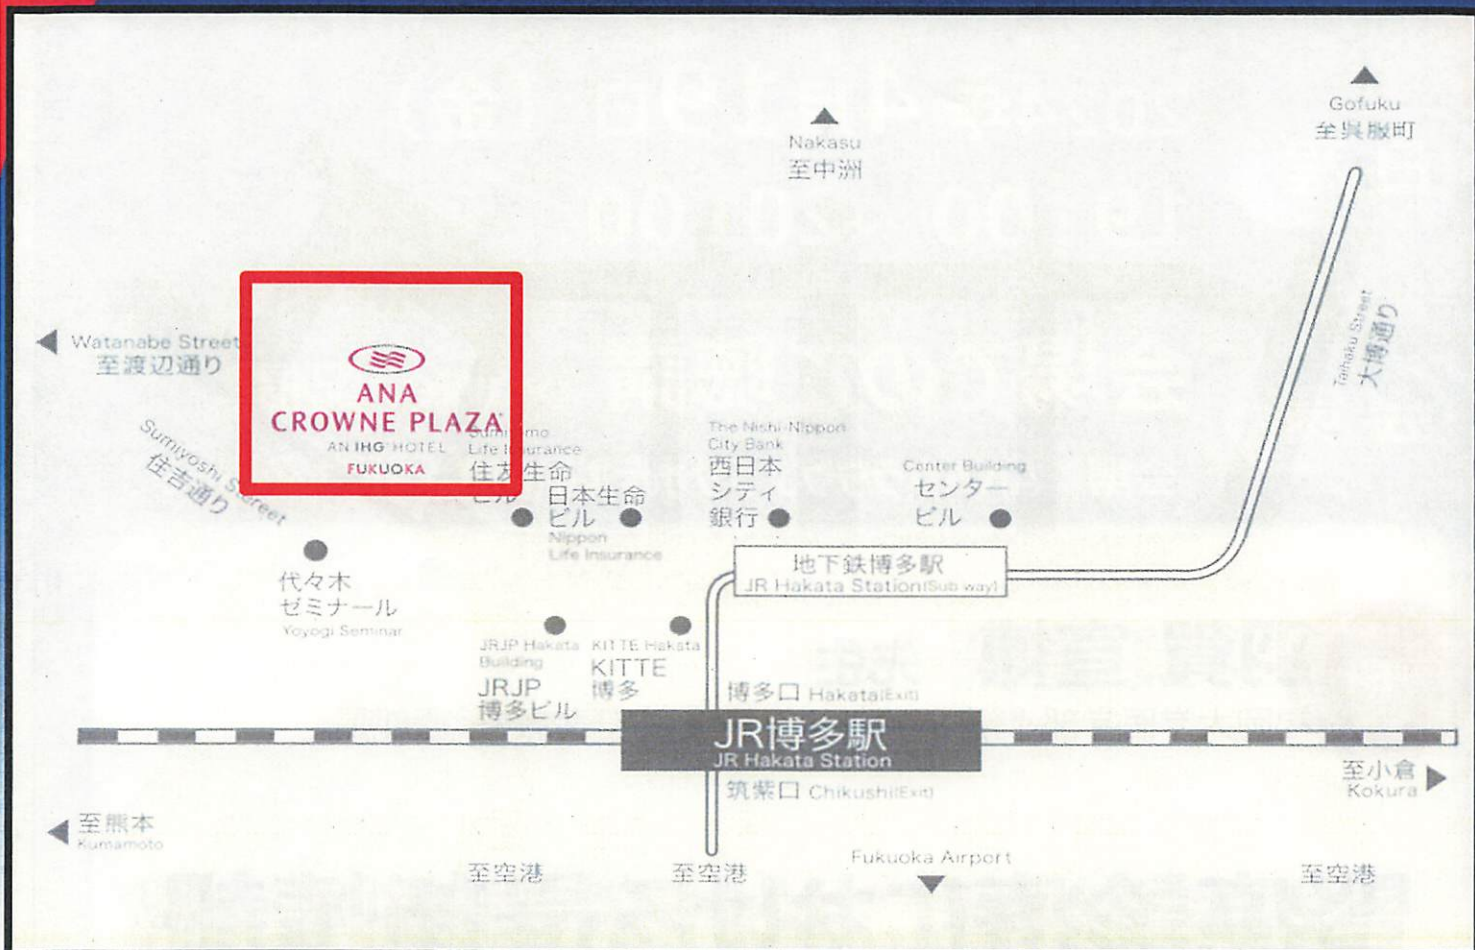 Gofuku
至呉服町
Nakasu
至中洲
Watanabe Street
至渡辺通り
ANA
CROWNE PLAZA
AN IHG HOTEL
FUKUOKA
Sumiyoshi Streeet
住吉通り
Taihaku Street
大博通り
Sumitomo
Life Insurance
住友生命
ビル
日本生命
ビル
Nippon
Life Insurance
The Nishi-Nippon
City Bank
西日本
シティ
銀行
Center Building
センター
ビル
代々木
ゼミナール
Yoyogi Seminar
地下鉄博多駅
JR Hakata Station(Sub way)
JRJP Hakata
Building
JRJP
博多ビル
KITTE Hakata
KITTE
博多
博多口 Hakata(Exit)
JR博多駅
JR Hakata Station
筑紫口 Chikushi(Exit)
至小倉
Kokura
至熊本
Kumamoto
至空港
至空港
Fukuoka Airport
至空港